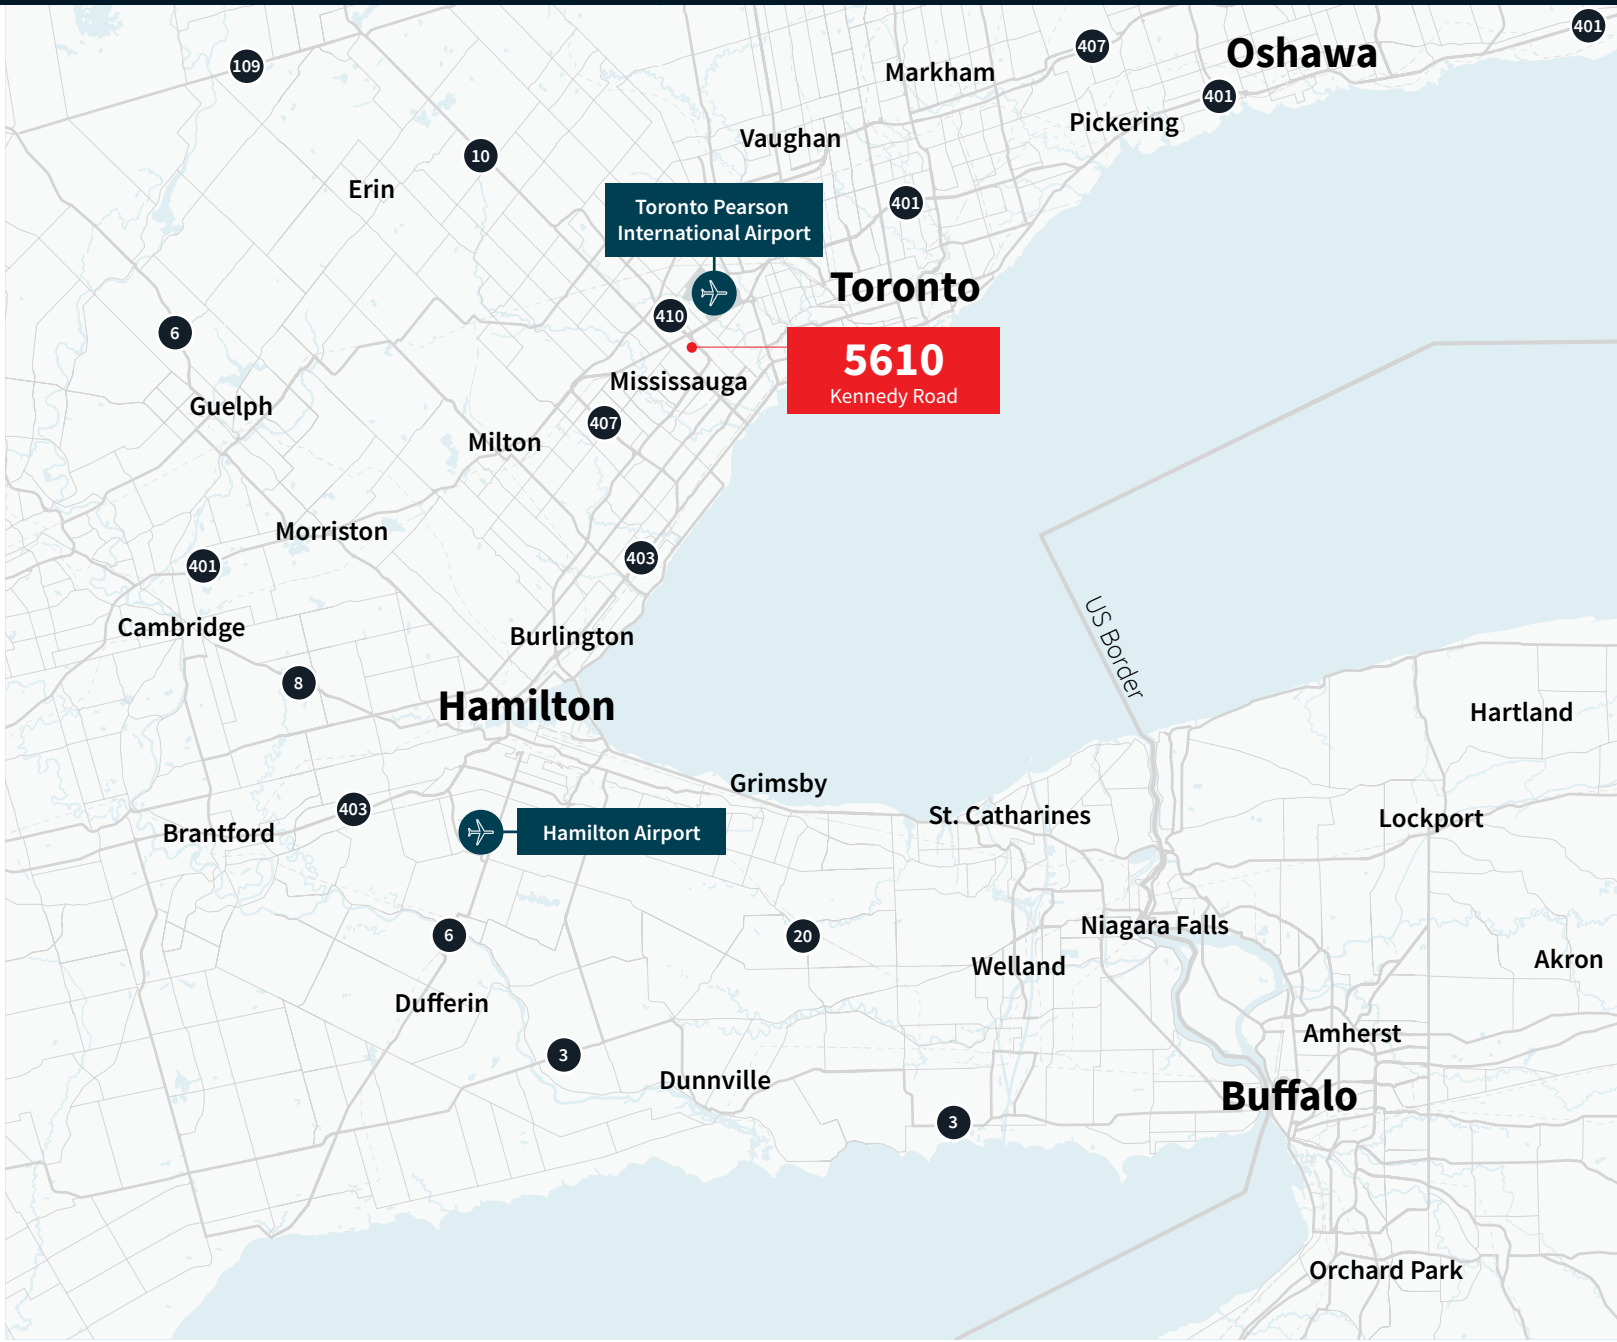 401
407
Oshawa
109
Markham
401
Pickering
Vaughan
10
Erin
401
Toronto Pearson
International Airport
Toronto
410
6
5610
Kennedy Road
Mississauga
Guelph
407
Milton
Morriston
403
401
US Border
Cambridge
Burlington
8
Hamilton
Hartland
Grimsby
403
St. Catharines
Lockport
Brantford
Hamilton Airport
Niagara Falls
6
20
Akron
Welland
Dufferin
Amherst
3
Dunnville
Buffalo
3
Orchard Park